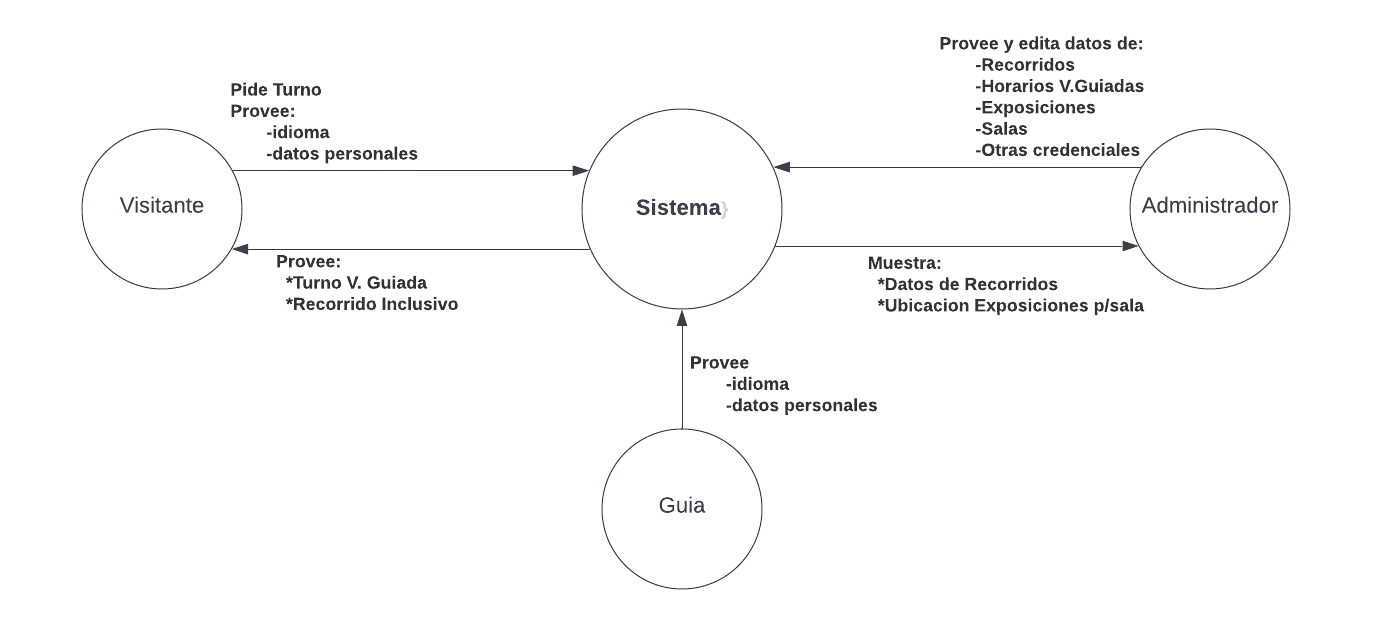 Pide Turno
Provee:
-idioma
-datos personales
Visitante
Provee:
*Turno V. Guiada
*Recorrido Inclusivo
Sistema}
Provee y edita datos de:
-Recorridos
-Horarios V.Guiadas
-Exposiciones
-Salas
-Otras credenciales
Administrador
Muestra:
*Datos de Recorridos
*Ubicacion Exposiciones p/sala
Provee
-idioma
-datos personales
Guia